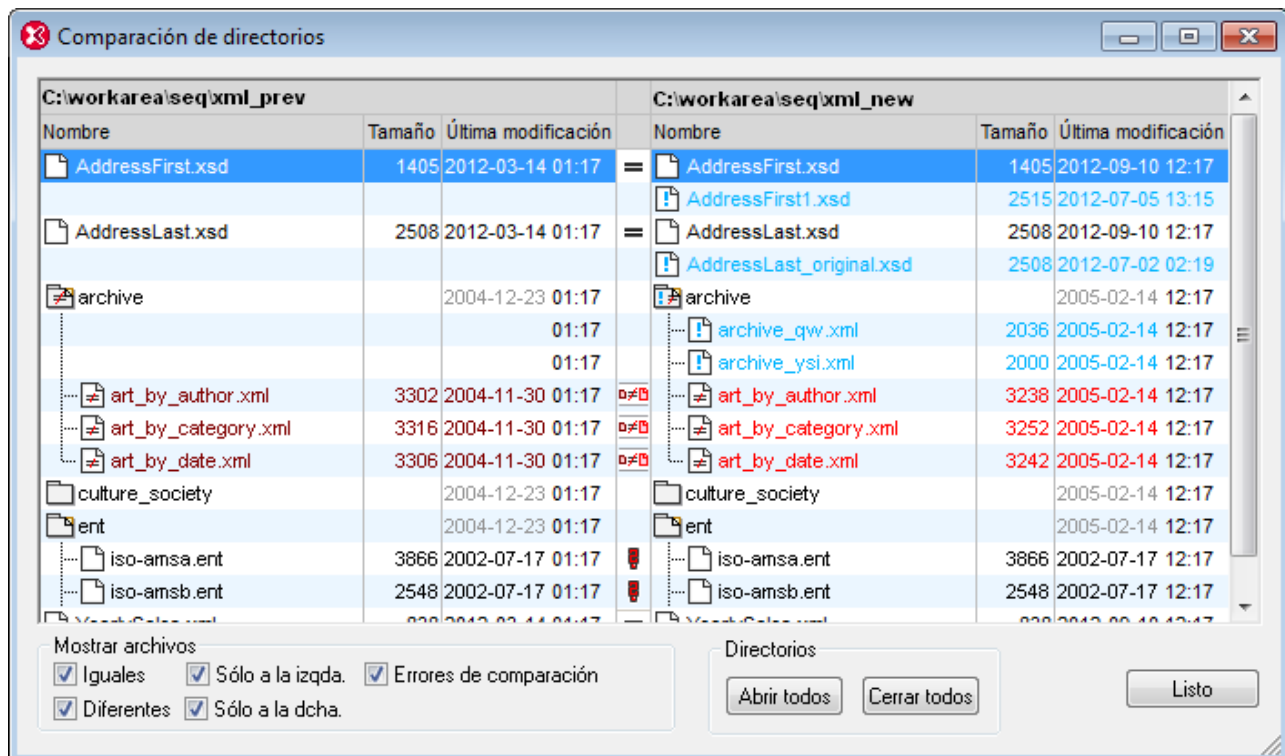 Comparación de directorios
C:\workarea\seq\xml_prev C:\workarea\seq\xml_new
Nombre Tamaño Última modificación Nombre Tamaño Última modificación
AddressFirst.xsd 1405 2012-03-14 01:17 = AddressFirst.xsd 1405 2012-09-10 12:17
AddressFirst1.xsd 2515 2012-07-05 13:15
AddressLast.xsd 2508 2012-03-14 01:17 = AddressLast.xsd 2508 2012-09-10 12:17
AddressLast_original.xsd 2508 2012-07-02 02:19
archive 2004-12-23 01:17 archive 2005-02-14 12:17
01:17 archive_qw.xml 2036 2005-02-14 12:17
01:17 archive_ysi.xml 2000 2005-02-14 12:17
art_by_author.xml 3302 2004-11-30 01:17 art_by_author.xml 3238 2005-02-14 12:17
art_by_category.xml 3316 2004-11-30 01:17 art_by_category.xml 3252 2005-02-14 12:17
art_by_date.xml 3306 2004-11-30 01:17 art_by_date.xml 3242 2005-02-14 12:17
culture_society 2004-12-23 01:17 culture_society 2005-02-14 12:17
ent 2004-12-23 01:17 ent 2005-02-14 12:17
iso-amsa.ent 3866 2002-07-17 01:17 iso-amsa.ent 3866 2002-07-17 12:17
iso-amsb.ent 2548 2002-07-17 01:17 iso-amsb.ent 2548 2002-07-17 12:17
Mostrar archivos Directorios
Iguales Sólo a la izqda. Errores de comparación
Diferentes Sólo a la dcha.
Abrir todos Cerrar todos Listo